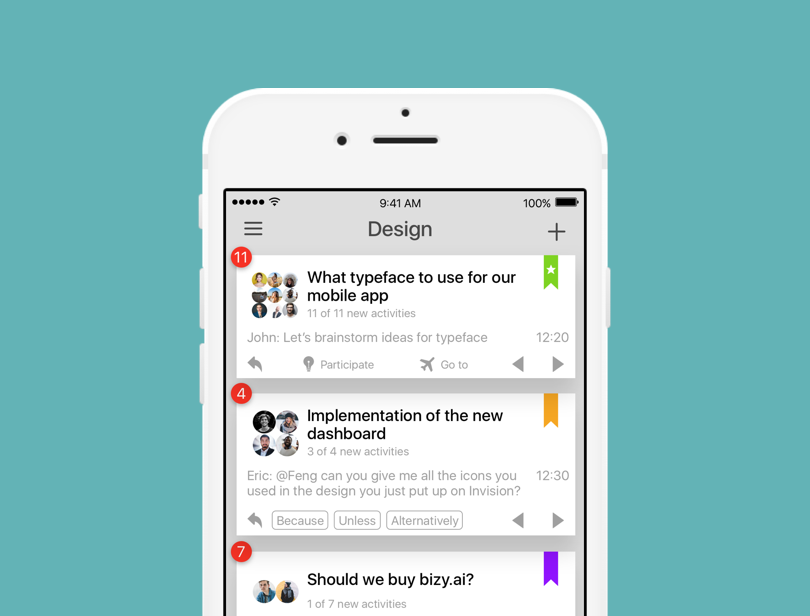 9:41 AM
100%
Design
11
What typeface to use for our
mobile app
11 of 11 new activities
John: Let's brainstorm ideas for typeface
12:20
Participate
Go to
4
Implementation of the new
dashboard
3 of 4 new activities
Eric: @Feng can you give me all the icons you
12:30
used in the design you just put up on Invision?
Because
Unless
Alternatively
7
Should we buy bizy.ai?
1 of 7 new activities